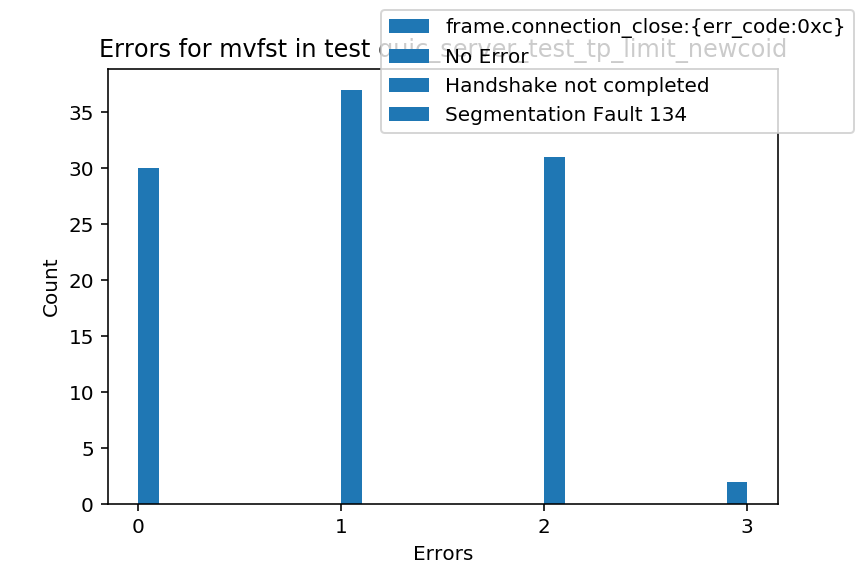 Errors for mvfst in test quic_server_test_tp_limit_newcoid
frame.connection_close:{err_code:0xc}
No Error
Handshake not completed
Segmentation Fault 134
Count
35
30
25
20
15
10
5
0
0 1 2 3
Errors